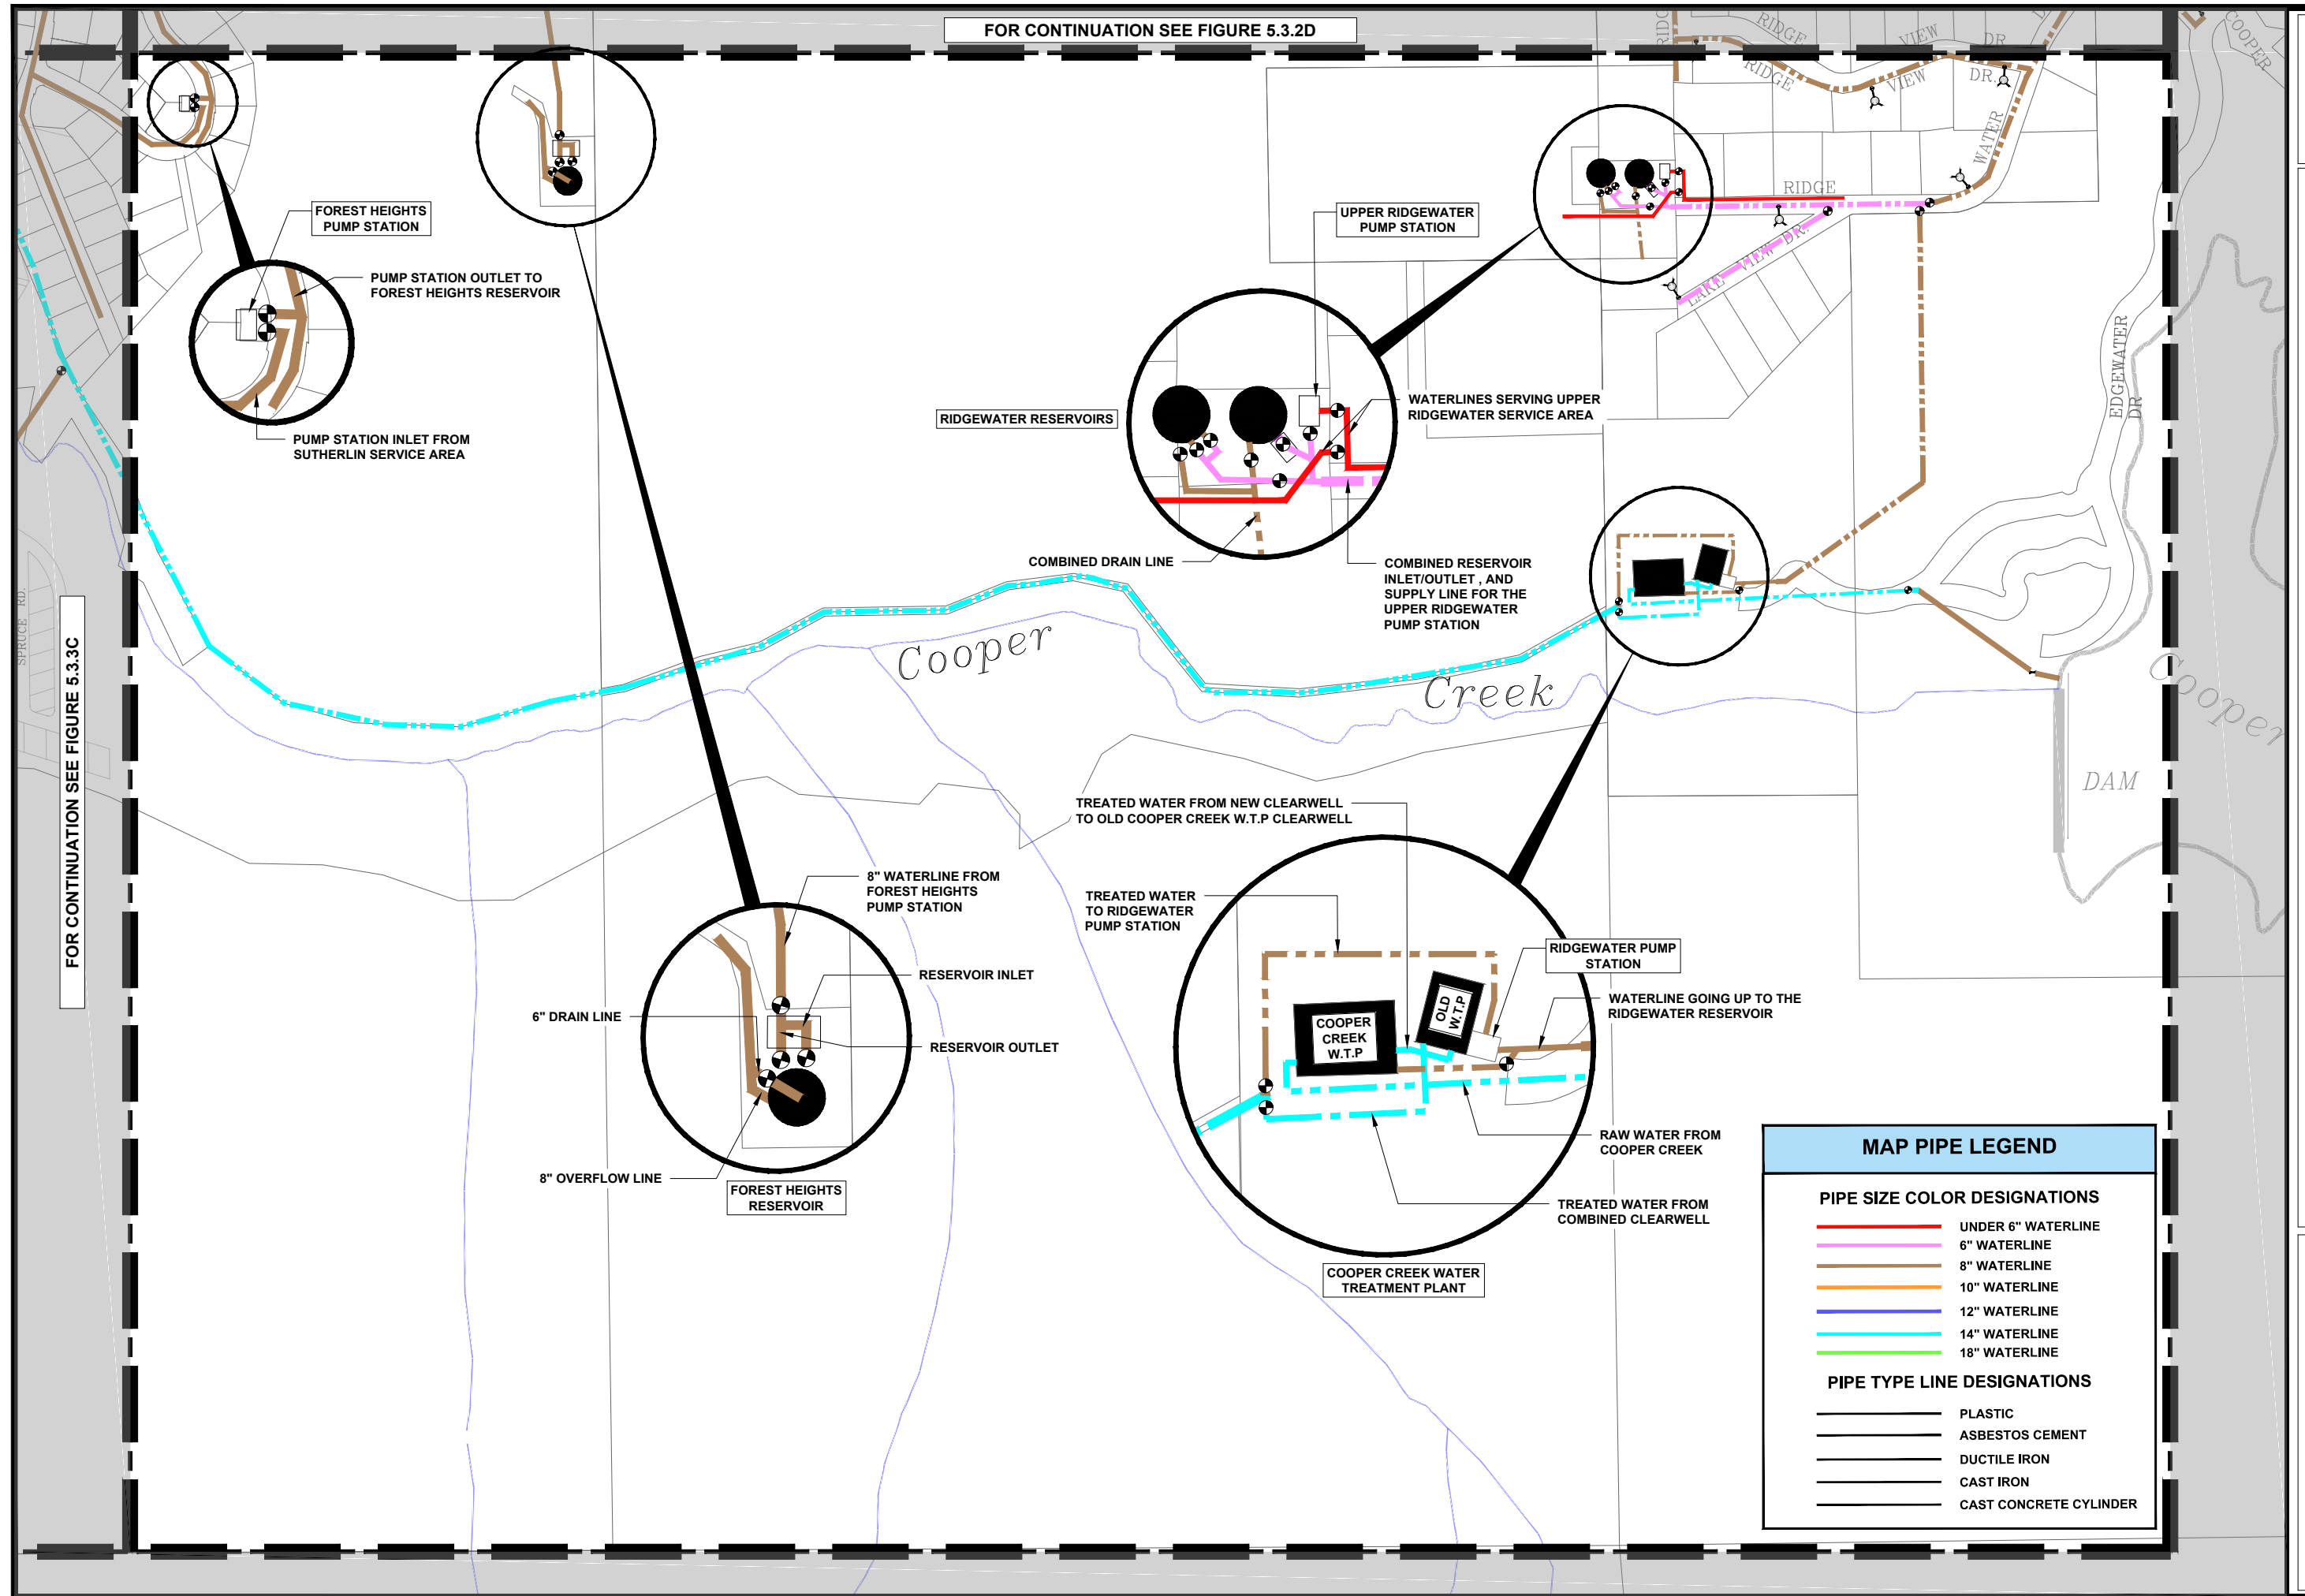 FOR CONTINUATION SEE FIGURE 5.3.2D
RIDGE
RIDGE
VIEW
DR
COOPER
RIDGE
VIEW
DR.
WATER
RIDGE
LAKE VIEW DR.
EDGEWATER
DR
FOREST HEIGHTS
PUMP STATION
PUMP STATION OUTLET TO
FOREST HEIGHTS RESERVOIR
PUMP STATION INLET FROM
SUTHERLIN SERVICE AREA
UPPER RIDGEWATER
PUMP STATION
RIDGEWATER RESERVOIRS
WATERLINES SERVING UPPER
RIDGEWATER SERVICE AREA
COMBINED DRAIN LINE
COMBINED RESERVOIR
INLET/OUTLET , AND
SUPPLY LINE FOR THE
UPPER RIDGEWATER
PUMP STATION
SPRUCE RD.
FOR CONTINUATION SEE FIGURE 5.3.3C
Cooper
Creek
Cooper
DAM
TREATED WATER FROM NEW CLEARWELL
TO OLD COOPER CREEK W.T.P CLEARWELL
8" WATERLINE FROM
FOREST HEIGHTS
PUMP STATION
TREATED WATER
TO RIDGEWATER
PUMP STATION
RIDGEWATER PUMP
STATION
RESERVOIR INLET
6" DRAIN LINE
RESERVOIR OUTLET
WATERLINE GOING UP TO THE
RIDGEWATER RESERVOIR
OLD
W.T.P
COOPER
CREEK
W.T.P
RAW WATER FROM
COOPER CREEK
8" OVERFLOW LINE
FOREST HEIGHTS
RESERVOIR
TREATED WATER FROM
COMBINED CLEARWELL
COOPER CREEK WATER
TREATMENT PLANT
MAP PIPE LEGEND
PIPE SIZE COLOR DESIGNATIONS
UNDER 6" WATERLINE
6" WATERLINE
8" WATERLINE
10" WATERLINE
12" WATERLINE
14" WATERLINE
18" WATERLINE
PIPE TYPE LINE DESIGNATIONS
PLASTIC
ASBESTOS CEMENT
DUCTILE IRON
CAST IRON
CAST CONCRETE CYLINDER